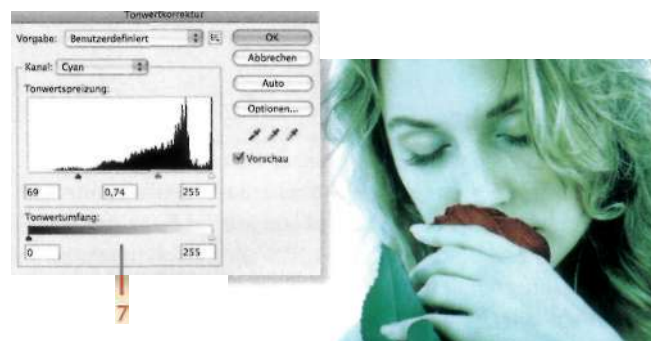 Tonwertkorrektur
Vorgabe: Benutzerdefiniert
OK
Abbrechen
Kanal: Cyan
Auto
Tonwertspreizung:
Optionen...
Vorschau
69 0,74 255
Tonwertumfang:
0 255
7